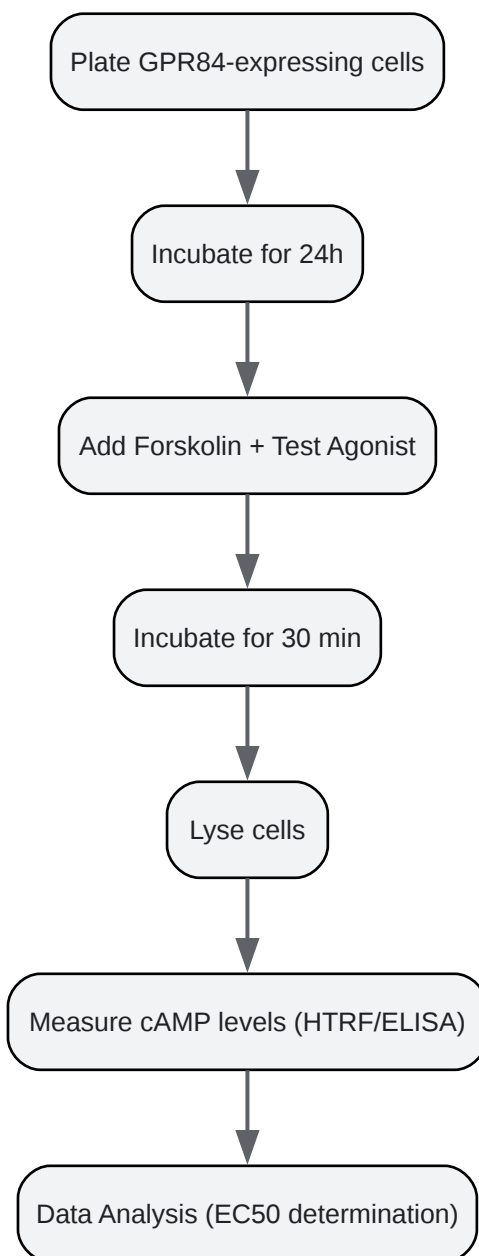 Plate GPR84-expressing cells
Incubate for 24h
Add Forskolin + Test Agonist
Incubate for 30 min
Lyse cells
Measure cAMP levels (HTRF/ELISA)
Data Analysis (EC50 determination)